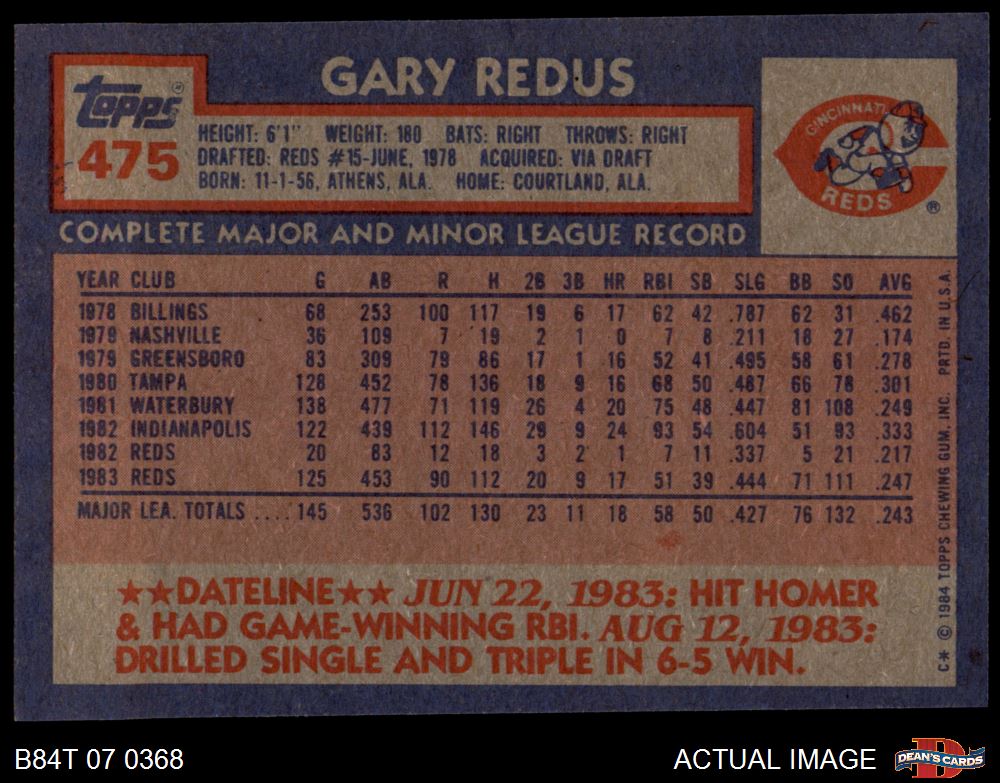 GARY REDUS
Topps®
475
HEIGHT: 6'1" WEIGHT: 180 BATS: RIGHT THROWS: RIGHT
DRAFTED: REDS #15-JUNE, 1978 ACQUIRED: VIA DRAFT
BORN: 11-1-56, ATHENS, ALA. HOME: COURTLAND, ALA.
CINCINNATI
REDS
®
COMPLETE MAJOR AND MINOR LEAGUE RECORD
YEAR CLUB G AB R H 2B 3B HR RBI SB SLG BB SO AVG
1978 BILLINGS 68 253 100 117 19 6 17 62 42 .787 62 31 .462
1979 NASHVILLE 36 109 7 19 2 1 0 7 8 .211 18 27 .174
1979 GREENSBORO 83 309 79 86 17 1 16 52 41 .495 58 61 .278
1980 TAMPA 128 452 78 136 18 9 16 68 50 .487 66 78 .301
1981 WATERBURY 138 477 71 119 26 4 20 75 48 .447 81 108 .249
1982 INDIANAPOLIS 122 439 112 146 29 9 24 93 54 .604 51 93 .333
1982 REDS 20 83 12 18 3 2 1 7 11 .337 5 21 .217
1983 REDS 125 453 90 112 20 9 17 51 39 .444 71 111 .247
MAJOR LEA. TOTALS .... 145 536 102 130 23 11 18 58 50 .427 76 132 .243
★★DATELINE★★ JUN 22, 1983: HIT HOMER
& HAD GAME-WINNING RBI. AUG 12, 1983:
DRILLED SINGLE AND TRIPLE IN 6-5 WIN.
C* © 1984 TOPPS CHEWING GUM, INC. PRTD. IN U.S.A.
B84T 07 0368
ACTUAL IMAGE
DEAN'S CARDS